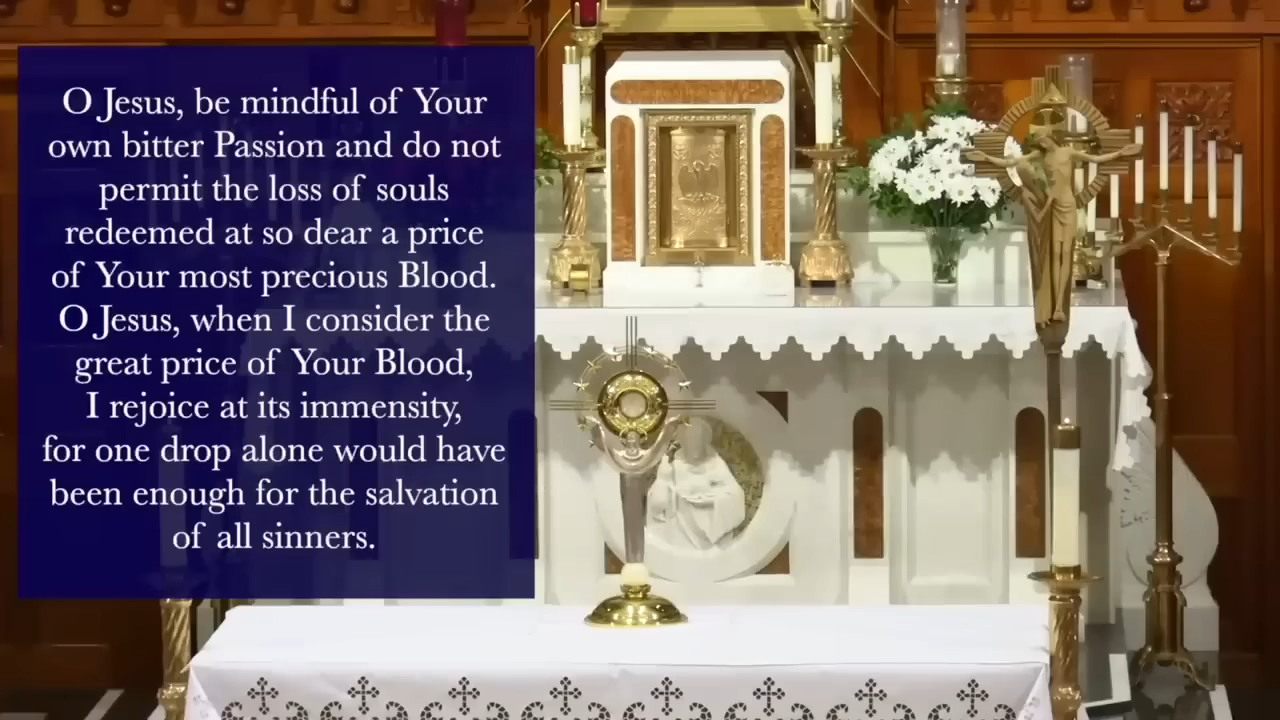 O Jesus, be mindful of Your
own bitter Passion and do not
permit the loss of souls
redeemed at so dear a price
of Your most precious Blood.
O Jesus, when I consider the
great price of Your Blood,
I rejoice at its immensity,
for one drop alone would have
been enough for the salvation
of all sinners.